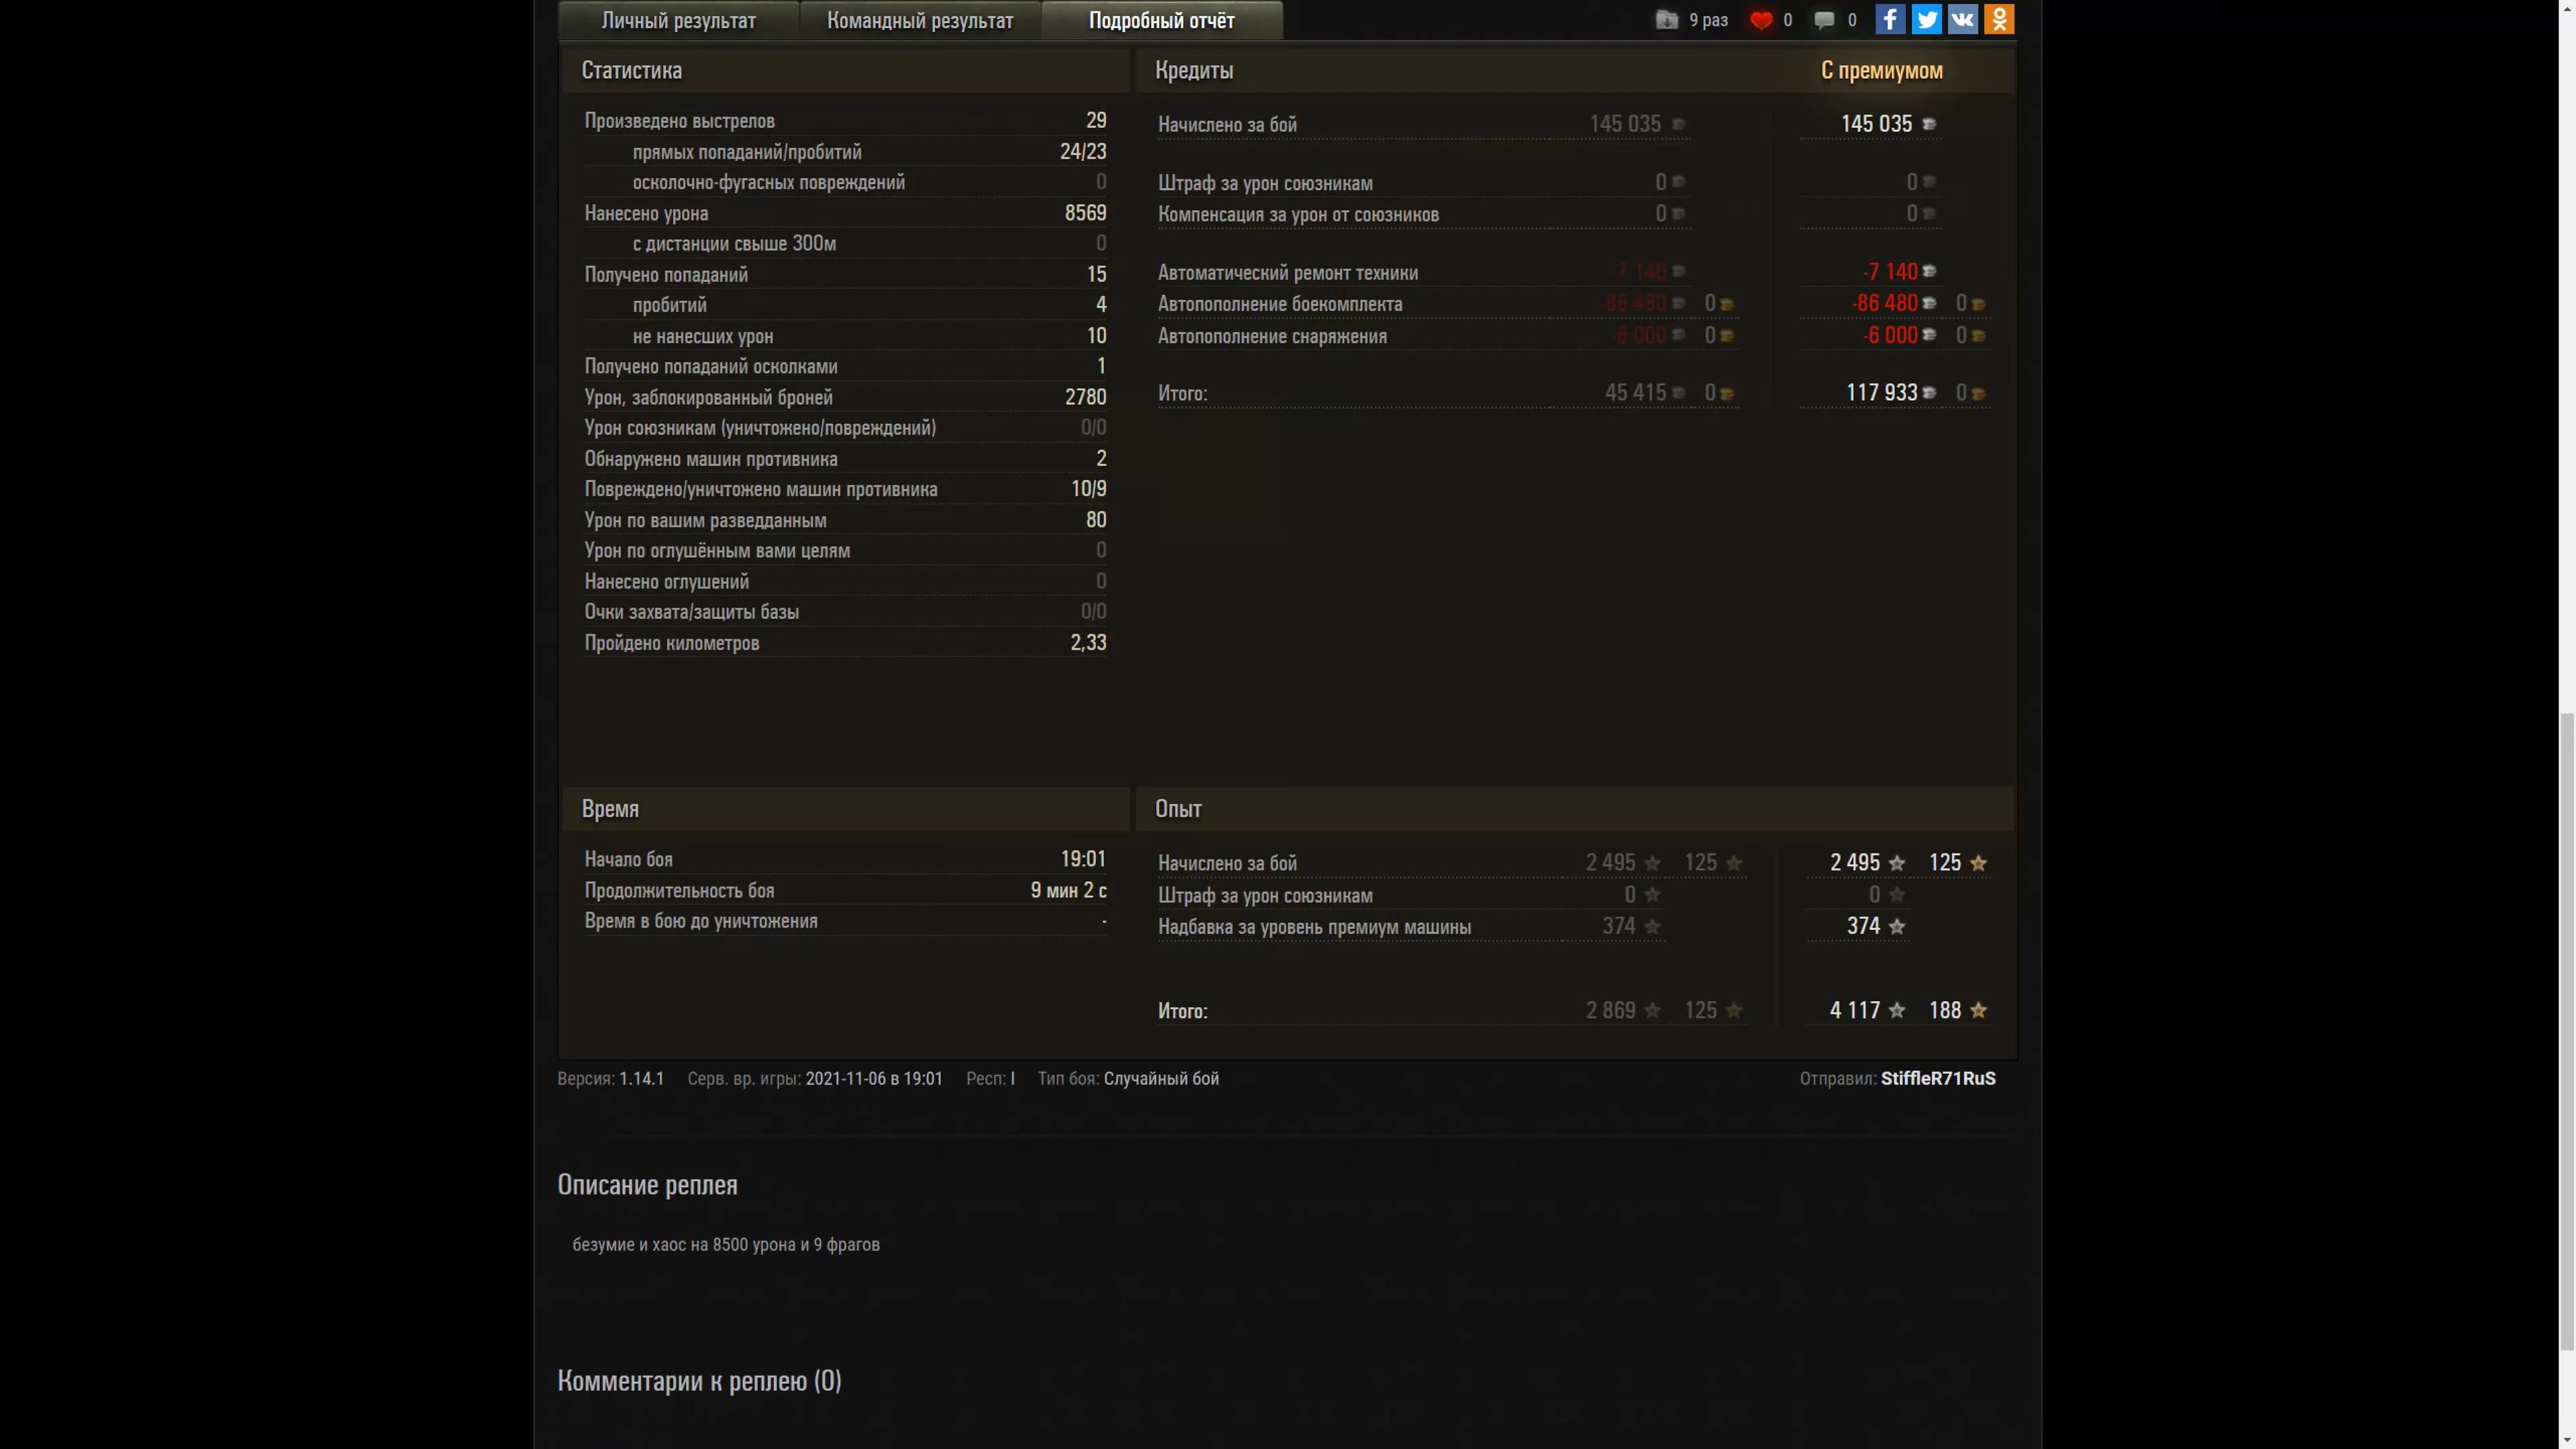 Личный результат Командный результат Подробный отчёт 9 раз 0 0
Статистика
Произведено выстрелов 29
прямых попаданий/пробитий 24/23
осколочно-фугасных повреждений 0
Нанесено урона 8569
с дистанции свыше 300м 0
Получено попаданий 15
пробитий 4
не нанесших урон 10
Получено попаданий осколками 1
Урон, заблокированный броней 2780
Урон союзникам (уничтожено/повреждений) 0/0
Обнаружено машин противника 2
Повреждено/уничтожено машин противника 10/9
Урон по вашим разведданным 80
Урон по оглушённым вами целям 0
Нанесено оглушений 0
Очки захвата/защиты базы 0/0
Пройдено километров 2,33
Кредиты С премиумом
Начислено за бой 145 035 145 035
Штраф за урон союзникам 0 0
Компенсация за урон от союзников 0 0
Автоматический ремонт техники -7 140 -7 140
Автопополнение боекомплекта -86 480 0 -86 480 0
Автопополнение снаряжения -6 000 0 -6 000 0
Итого: 45 415 0 117 933 0
Время
Начало боя 19:01
Продолжительность боя 9 мин 2 с
Время в бою до уничтожения -
Опыт
Начислено за бой 2 495 125 2 495 125
Штраф за урон союзникам 0 0
Надбавка за уровень премиум машины 374 374
Итого: 2 869 125 4 117 188
Версия: 1.14.1 Серв. вр. игры: 2021-11-06 в 19:01 Респ: I Тип боя: Случайный бой Отправил: StiffleR71RuS
Описание реплея
безумие и хаос на 8500 урона и 9 фрагов
Комментарии к реплею (0)